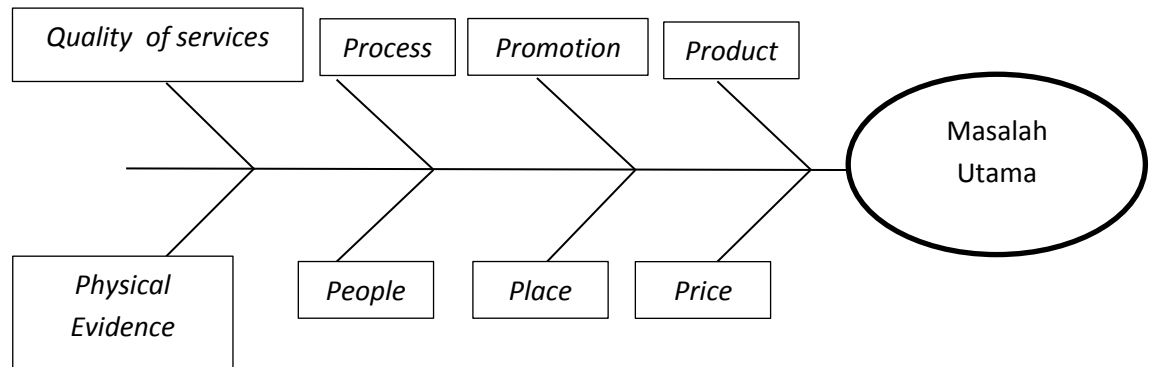 Quality of services
Process
Promotion
Product
Masalah
Utama
Physical
Evidence
People
Place
Price